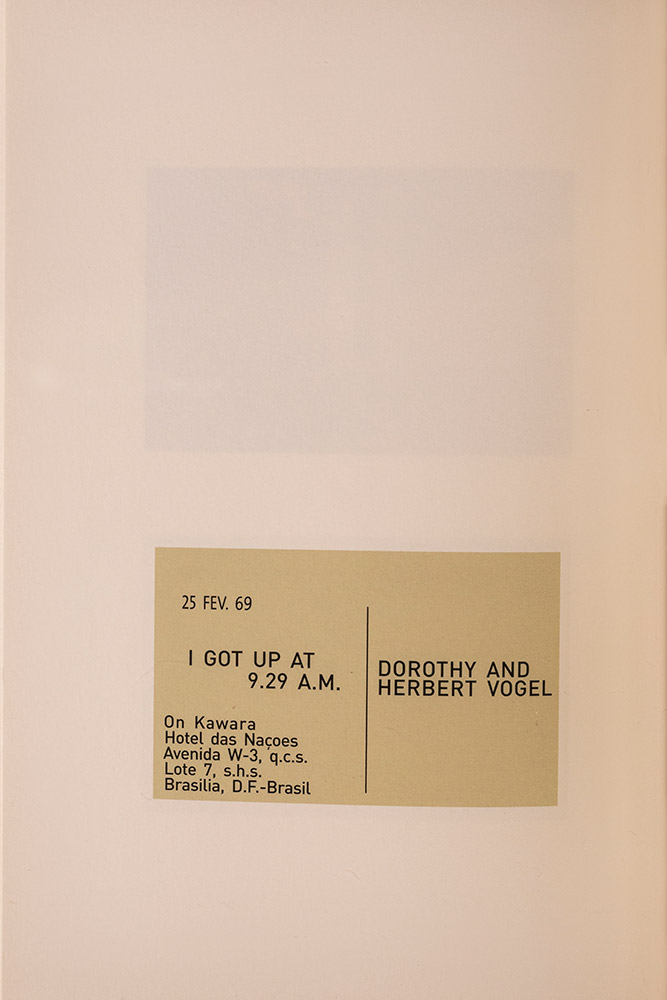 25 FEV. 69
I GOT UP AT
9.29 A.M.
On Kawara
Hotel das Naçoes
Avenida W-3, q.c.s.
Lote 7, s.h.s.
Brasilia, D.F.-Brasil
DOROTHY AND
HERBERT VOGEL